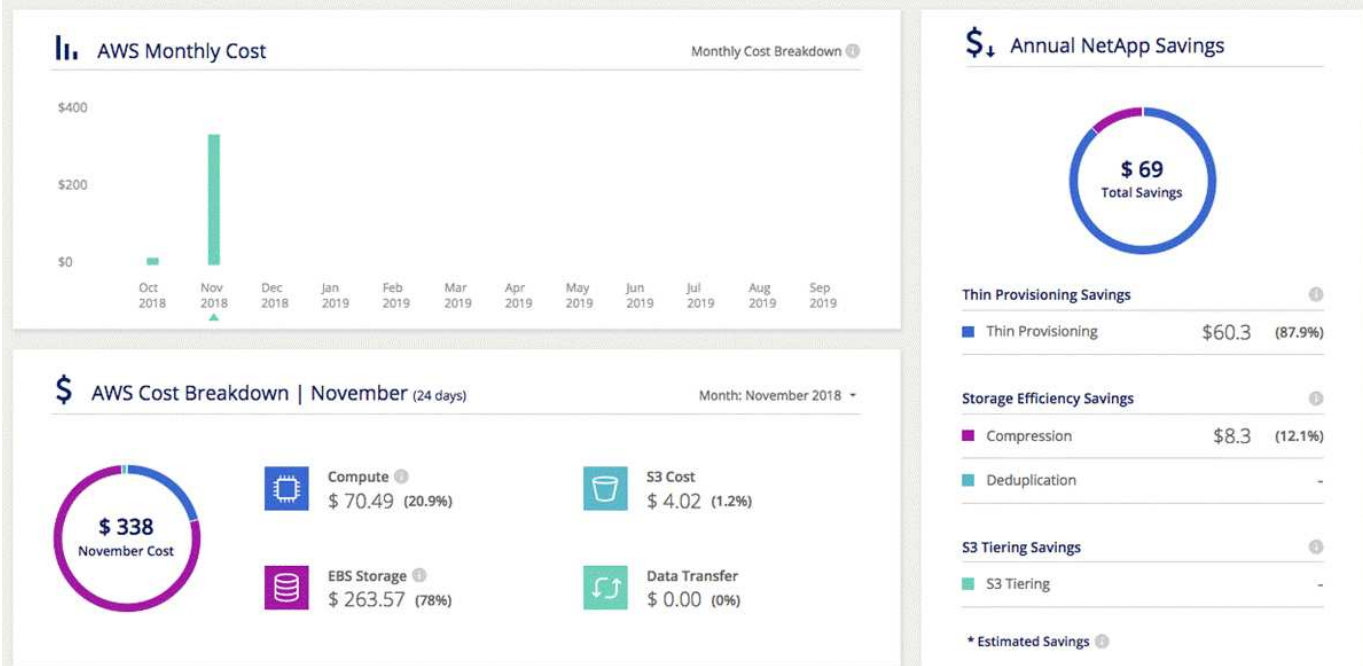 AWS Monthly Cost
Monthly Cost Breakdown
$400
$200
$0
Oct Nov Dec Jan Feb Mar Apr May Jun Jul Aug Sep
2018 2018 2018 2019 2019 2019 2019 2019 2019 2019 2019 2019
$ AWS Cost Breakdown | November (24 days)
Month: November 2018
$ 338
November Cost
Compute
$ 70.49 (20.9%)
S3 Cost
$ 4.02 (1.2%)
EBS Storage
$ 263.57 (78%)
Data Transfer
$ 0.00 (0%)
$ Annual NetApp Savings
$ 69
Total Savings
Thin Provisioning Savings
Thin Provisioning $60.3 (87.9%)
Storage Efficiency Savings
Compression $8.3 (12.1%)
Deduplication -
S3 Tiering Savings
S3 Tiering -
* Estimated Savings